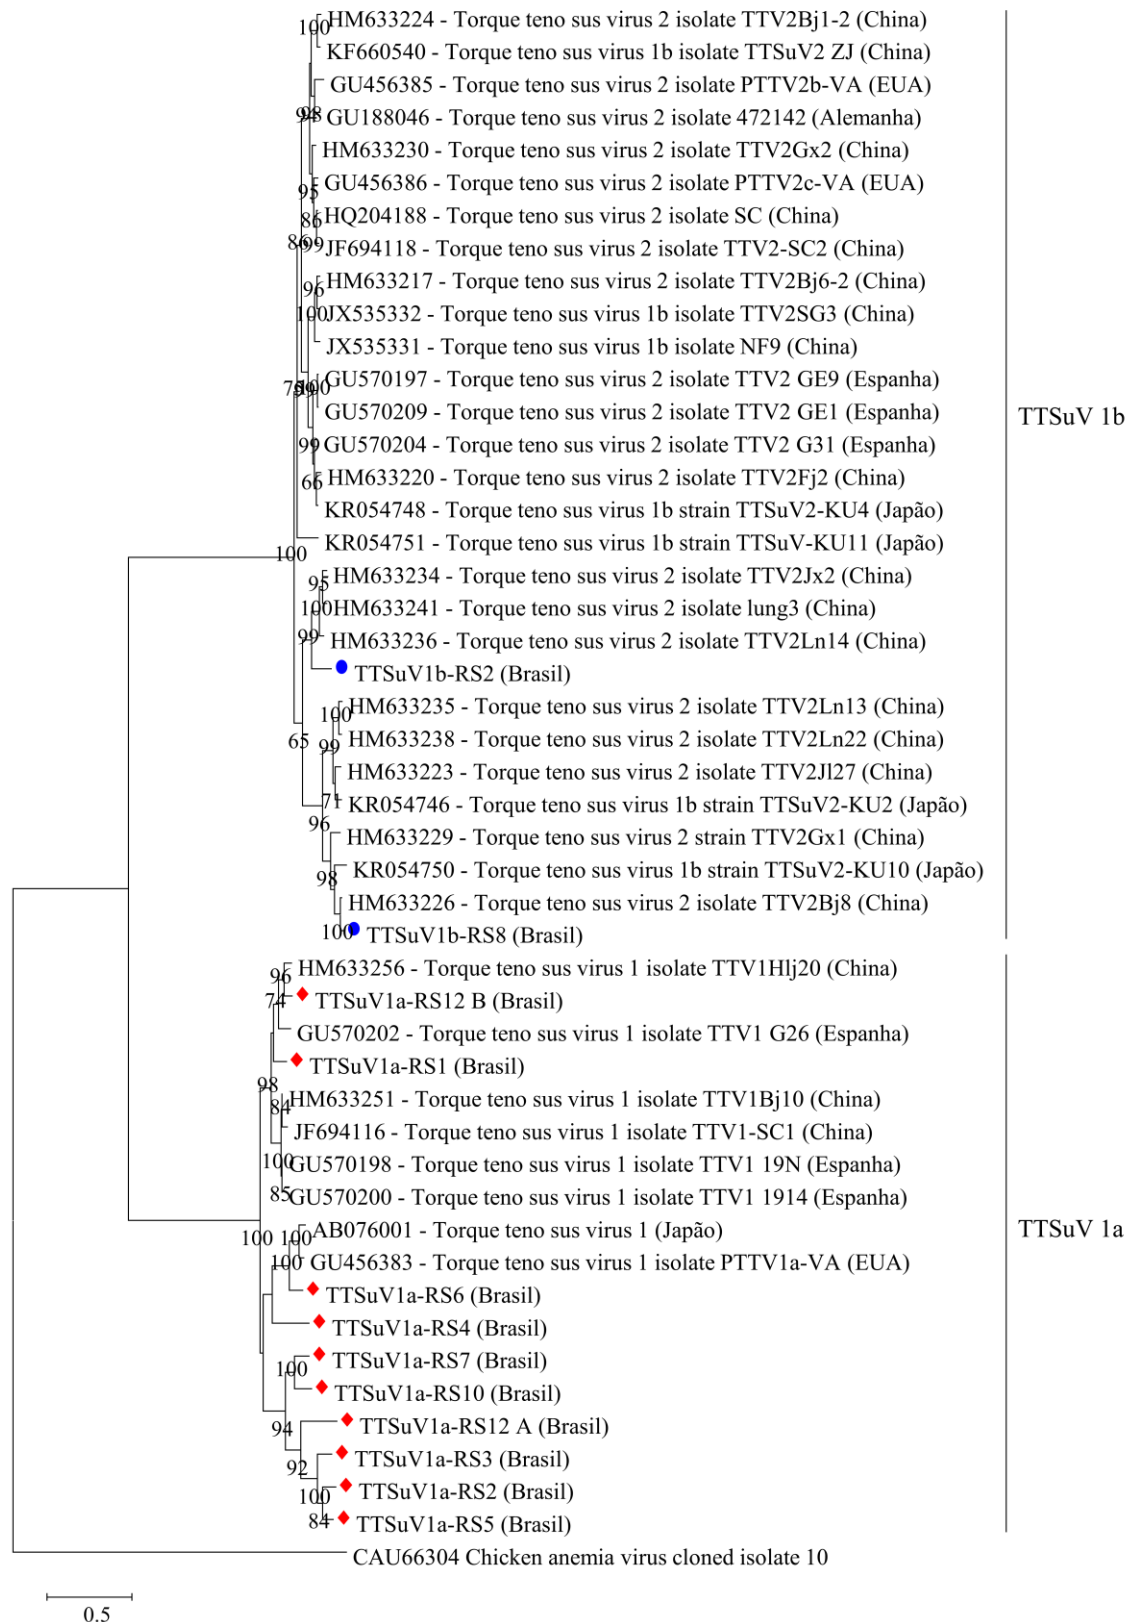 HM633224 - Torque teno sus virus 2 isolate TTV2Bj1-2 (China)
100
KF660540 - Torque teno sus virus 1b isolate TTSuV2 ZJ (China)
GU456385 - Torque teno sus virus 2 isolate PTTV2b-VA (EUA)
94
98
GU188046 - Torque teno sus virus 2 isolate 472142 (Alemanha)
HM633230 - Torque teno sus virus 2 isolate TTV2Gx2 (China)
GU456386 - Torque teno sus virus 2 isolate PTTV2c-VA (EUA)
95
HQ204188 - Torque teno sus virus 2 isolate SC (China)
86
86
99
JF694118 - Torque teno sus virus 2 isolate TTV2-SC2 (China)
HM633217 - Torque teno sus virus 2 isolate TTV2Bj6-2 (China)
96
100
JX535332 - Torque teno sus virus 1b isolate TTV2SG3 (China)
JX535331 - Torque teno sus virus 1b isolate NF9 (China)
GU570197 - Torque teno sus virus 2 isolate TTV2 GE9 (Espanha)
100
GU570209 - Torque teno sus virus 2 isolate TTV2 GE1 (Espanha)
TTSuV 1b
GU570204 - Torque teno sus virus 2 isolate TTV2 G31 (Espanha)
99
HM633220 - Torque teno sus virus 2 isolate TTV2Fj2 (China)
66
KR054748 - Torque teno sus virus 1b strain TTSuV2-KU4 (Japão)
KR054751 - Torque teno sus virus 1b strain TTSuV-KU11 (Japão)
100
HM633234 - Torque teno sus virus 2 isolate TTV2Jx2 (China)
95
100
HM633241 - Torque teno sus virus 2 isolate lung3 (China)
99
HM633236 - Torque teno sus virus 2 isolate TTV2Ln14 (China)
TTSuV1b-RS2 (Brasil)
HM633235 - Torque teno sus virus 2 isolate TTV2Ln13 (China)
100
65
99
HM633238 - Torque teno sus virus 2 isolate TTV2Ln22 (China)
HM633223 - Torque teno sus virus 2 isolate TTV2Jl27 (China)
71
KR054746 - Torque teno sus virus 1b strain TTSuV2-KU2 (Japão)
96
HM633229 - Torque teno sus virus 2 strain TTV2Gx1 (China)
KR054750 - Torque teno sus virus 1b strain TTSuV2-KU10 (Japão)
98
HM633226 - Torque teno sus virus 2 isolate TTV2Bj8 (China)
100
TTSuV1b-RS8 (Brasil)
HM633256 - Torque teno sus virus 1 isolate TTV1Hlj20 (China)
96
74
TTSuV1a-RS12 B (Brasil)
GU570202 - Torque teno sus virus 1 isolate TTV1 G26 (Espanha)
TTSuV1a-RS1 (Brasil)
98
HM633251 - Torque teno sus virus 1 isolate TTV1Bj10 (China)
84
JF694116 - Torque teno sus virus 1 isolate TTV1-SC1 (China)
100
GU570198 - Torque teno sus virus 1 isolate TTV1 19N (Espanha)
85
GU570200 - Torque teno sus virus 1 isolate TTV1 1914 (Espanha)
TTSuV 1a
AB076001 - Torque teno sus virus 1 (Japão)
100
100
100
GU456383 - Torque teno sus virus 1 isolate PTTV1a-VA (EUA)
TTSuV1a-RS6 (Brasil)
TTSuV1a-RS4 (Brasil)
TTSuV1a-RS7 (Brasil)
100
TTSuV1a-RS10 (Brasil)
94
TTSuV1a-RS12 A (Brasil)
TTSuV1a-RS3 (Brasil)
92
TTSuV1a-RS2 (Brasil)
100
84
TTSuV1a-RS5 (Brasil)
CAU66304 Chicken anemia virus cloned isolate 10
0.5